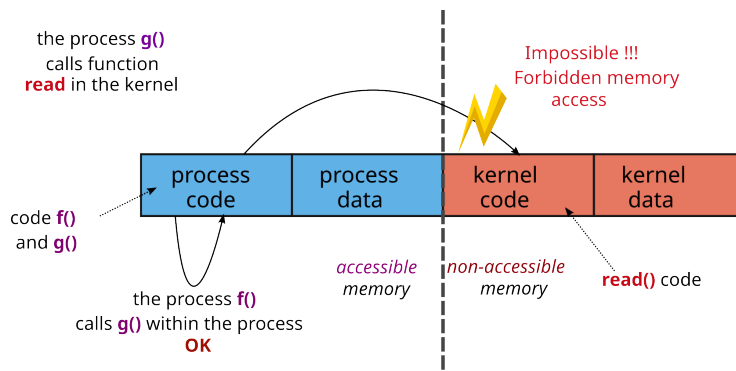 the process g()
calls function
read in the kernel
Impossible !!!
Forbidden memory
access
process
code
process
data
kernel
code
kernel
data
code f()
and g()
accessible
memory
non-accessible
memory
read() code
the process f()
calls g() within the process
OK